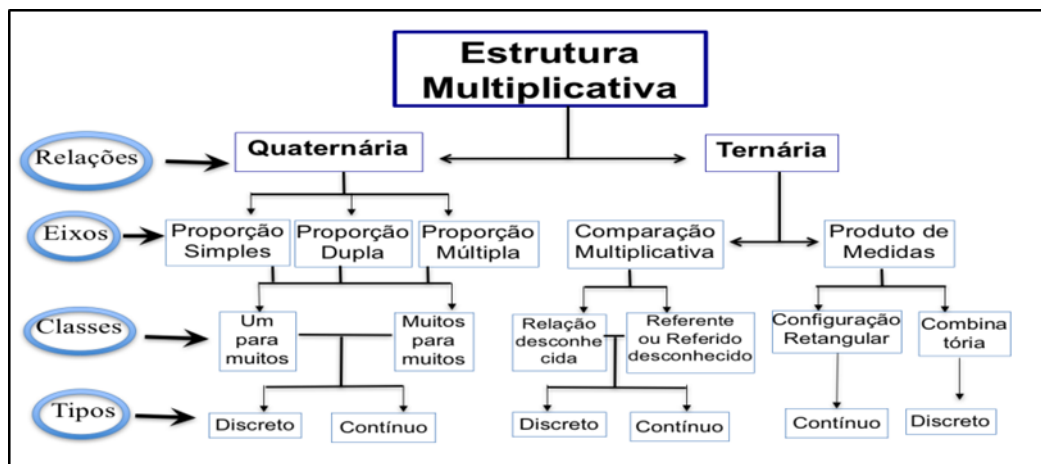 Estrutura
Multiplicativa
Relações
Quaternária
Ternária
Eixos
Proporção
Simples
Proporção
Dupla
Proporção
Múltipla
Comparação
Multiplicativa
Produto de
Medidas
Classes
Um
para
muitos
Muitos
para
muitos
Relação
desconhe
cida
Referente
ou Referido
desconhecido
Configuração
Retangular
Combina
tória
Tipos
Discreto
Contínuo
Discreto
Contínuo
Contínuo
Discreto